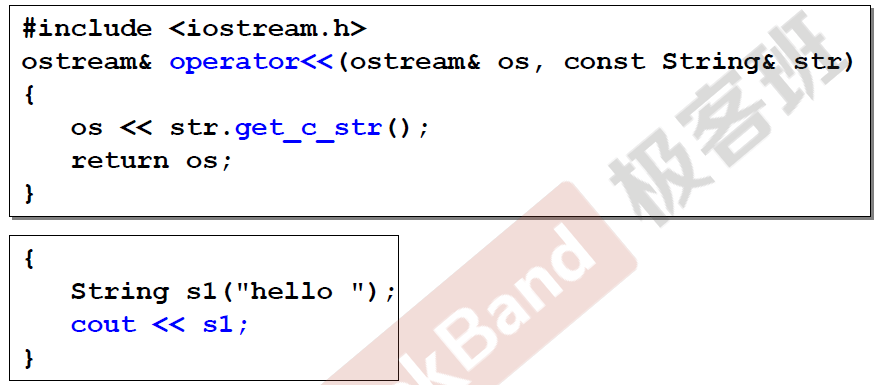 #include <iostream.h>
ostream& operator<<(ostream& os, const String& str)
{
   os << str.get_c_str();
   return os;
}
{
   String s1("hello ");
   cout << s1;
}
kBand 极客班